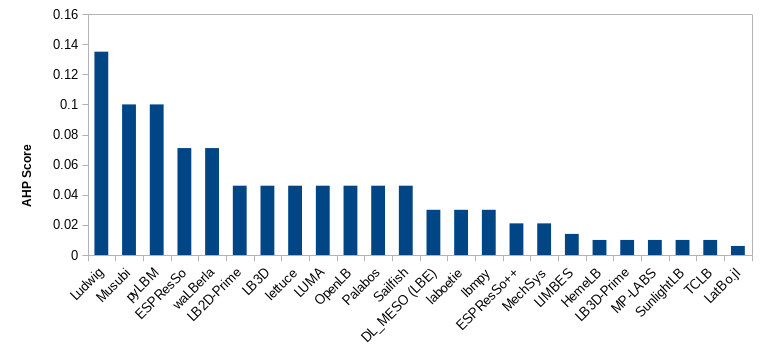 0.16
0.14
0.12
0.1
0.08
0.06
0.04
0.02
0
AHP Score
Ludwig
Musubi
pyLBM
ESPResSo
waLBerla
LB2D-Prime
LB3D
lettuce
LUMA
OpenLB
Palabos
Sailfish
DL_MESO (LBE)
laboetie
lbmpy
ESPResSo++
MechSys
LIMBES
HemeLB
LB3D-Prime
MP-LABS
SunlightLB
TCLB
LatBo.jl